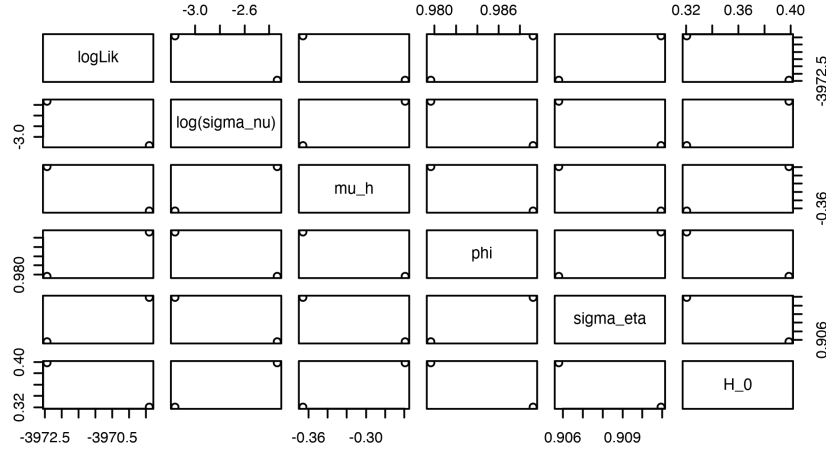 -3.0 -2.6
0.980 0.986
0.32 0.36 0.40
logLik
-3972.5
-3.0
log(sigma_nu)
mu_h
-0.36
0.980
phi
sigma_eta
0.906
0.32 0.40
H_0
-3972.5 -3970.5
-0.36 -0.30
0.906 0.909